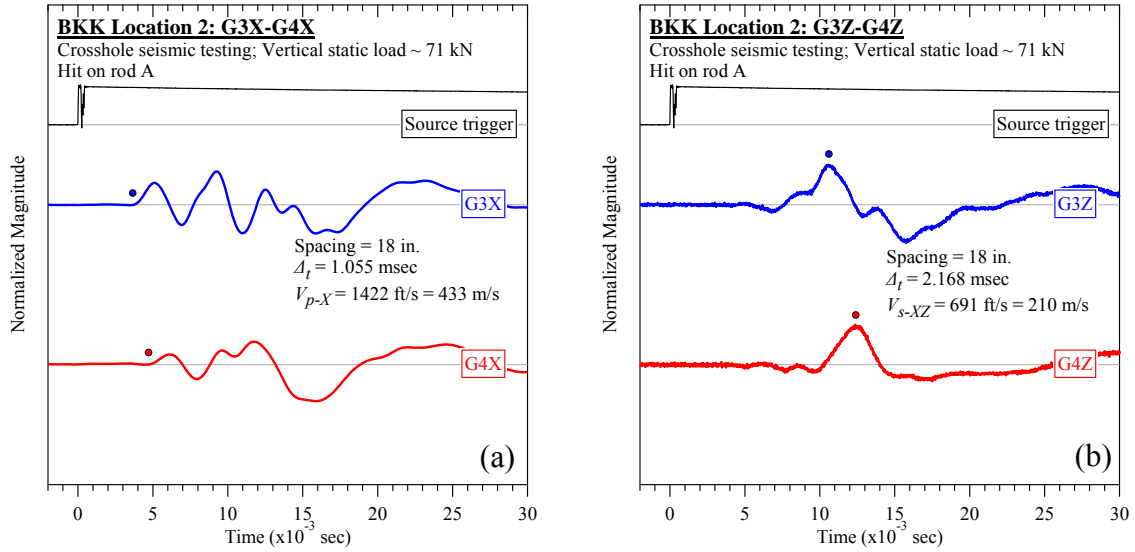 BKK Location 2: G3X-G4X
Crosshole seismic testing; Vertical static load ~ 71 kN
Hit on rod A
Source trigger
G3X
Spacing = 18 in.
Δt = 1.055 msec
Vp-X = 1422 ft/s = 433 m/s
G4X
(a)
Normalized Magnitude
0 5 10 15 20 25 30
Time (x10-3 sec)
BKK Location 2: G3Z-G4Z
Crosshole seismic testing; Vertical static load ~ 71 kN
Hit on rod A
Source trigger
G3Z
Spacing = 18 in.
Δt = 2.168 msec
Vs-XZ = 691 ft/s = 210 m/s
G4Z
(b)
Normalized Magnitude
0 5 10 15 20 25 30
Time (x10-3 sec)